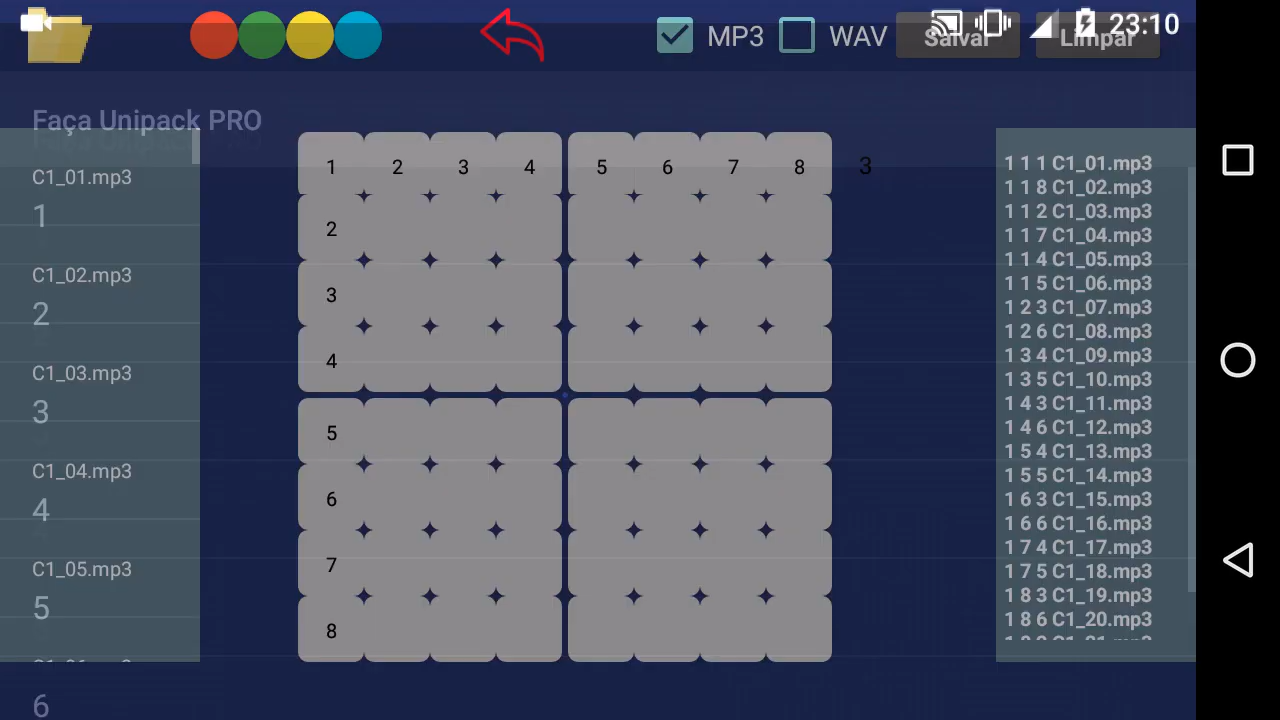 MP3 WAV Salvar Limpar 23:10
Faça Unipack PRO
C1_01.mp3
1
C1_02.mp3
2
C1_03.mp3
3
C1_04.mp3
4
C1_05.mp3
5
6
1 2 3 4 5 6 7 8 3
2
3
4
5
6
7
8
1 1 1 C1_01.mp3
1 1 8 C1_02.mp3
1 1 2 C1_03.mp3
1 1 7 C1_04.mp3
1 1 4 C1_05.mp3
1 1 5 C1_06.mp3
1 2 3 C1_07.mp3
1 2 6 C1_08.mp3
1 3 4 C1_09.mp3
1 3 5 C1_10.mp3
1 4 3 C1_11.mp3
1 4 6 C1_12.mp3
1 5 4 C1_13.mp3
1 5 5 C1_14.mp3
1 6 3 C1_15.mp3
1 6 6 C1_16.mp3
1 7 4 C1_17.mp3
1 7 5 C1_18.mp3
1 8 3 C1_19.mp3
1 8 6 C1_20.mp3